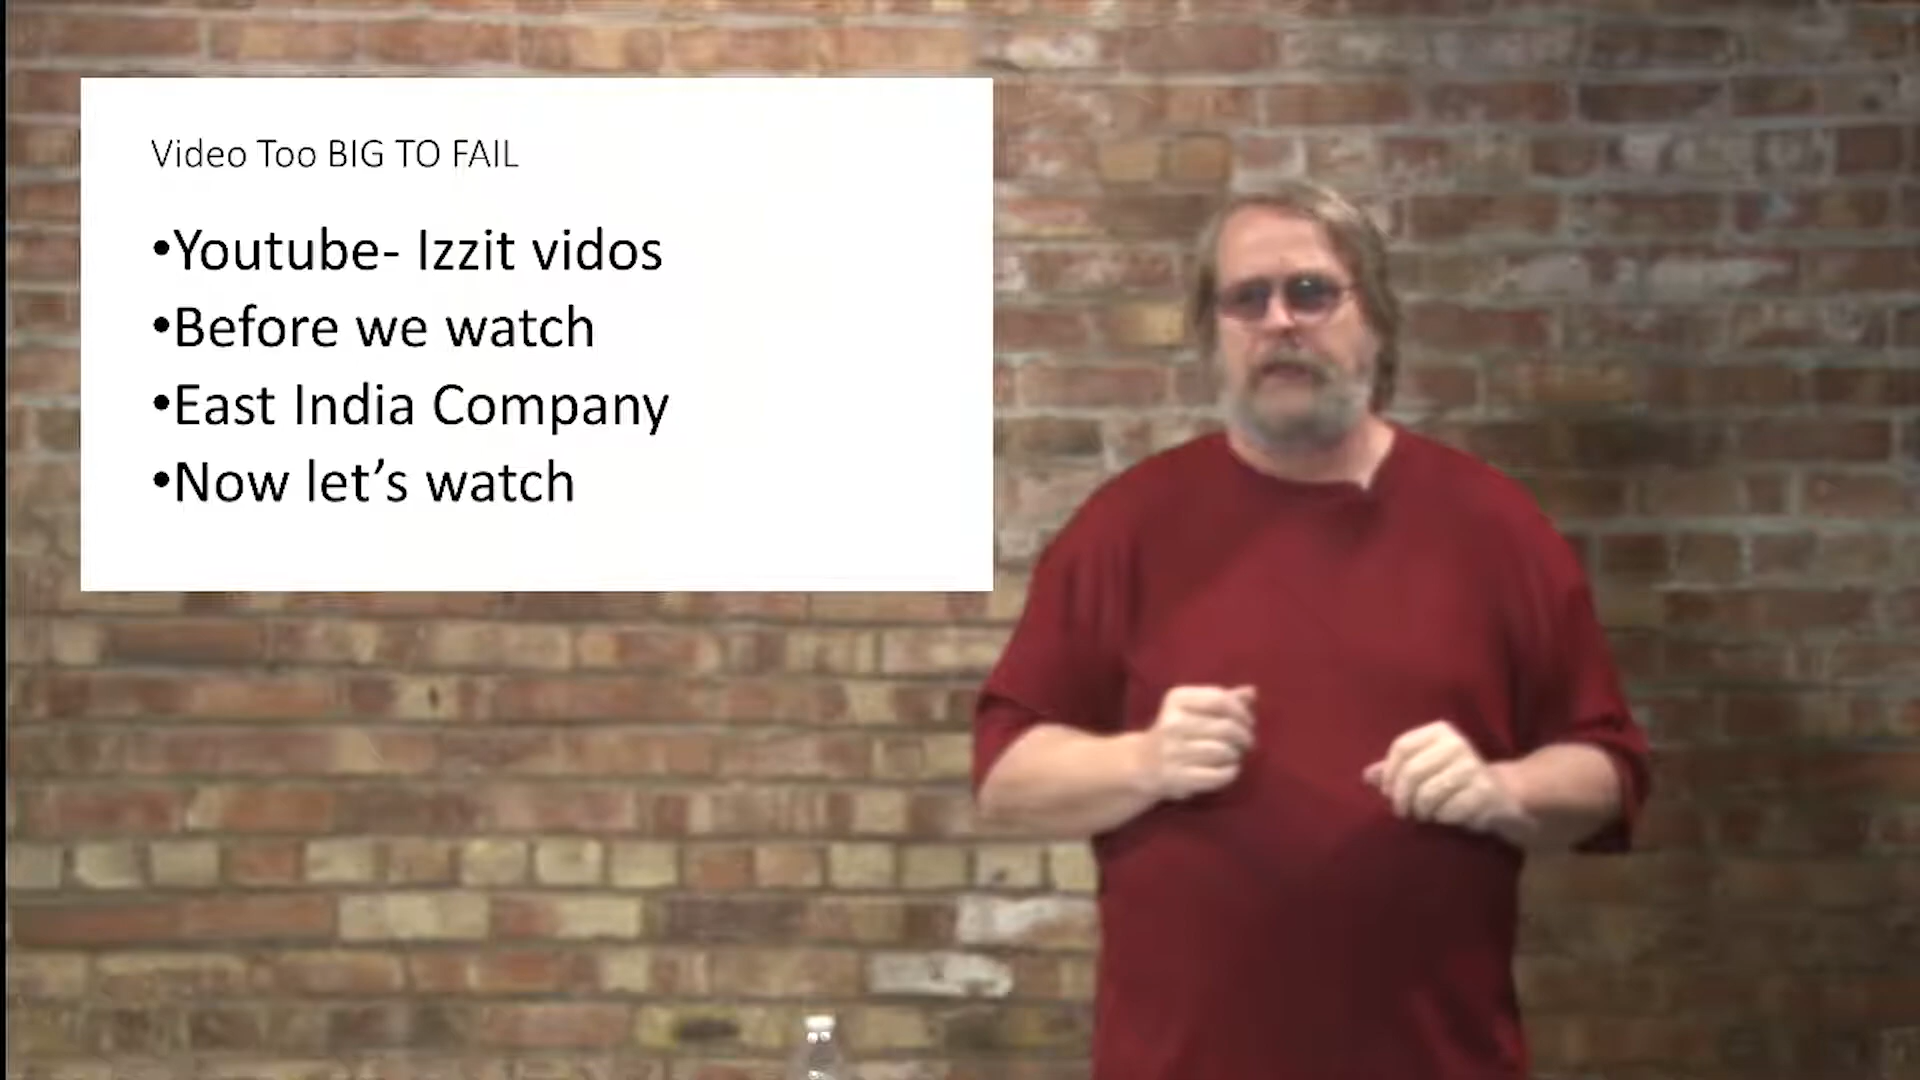 Video Too BIG TO FAIL
•Youtube- Izzit vidos
•Before we watch
•East India Company
•Now let's watch